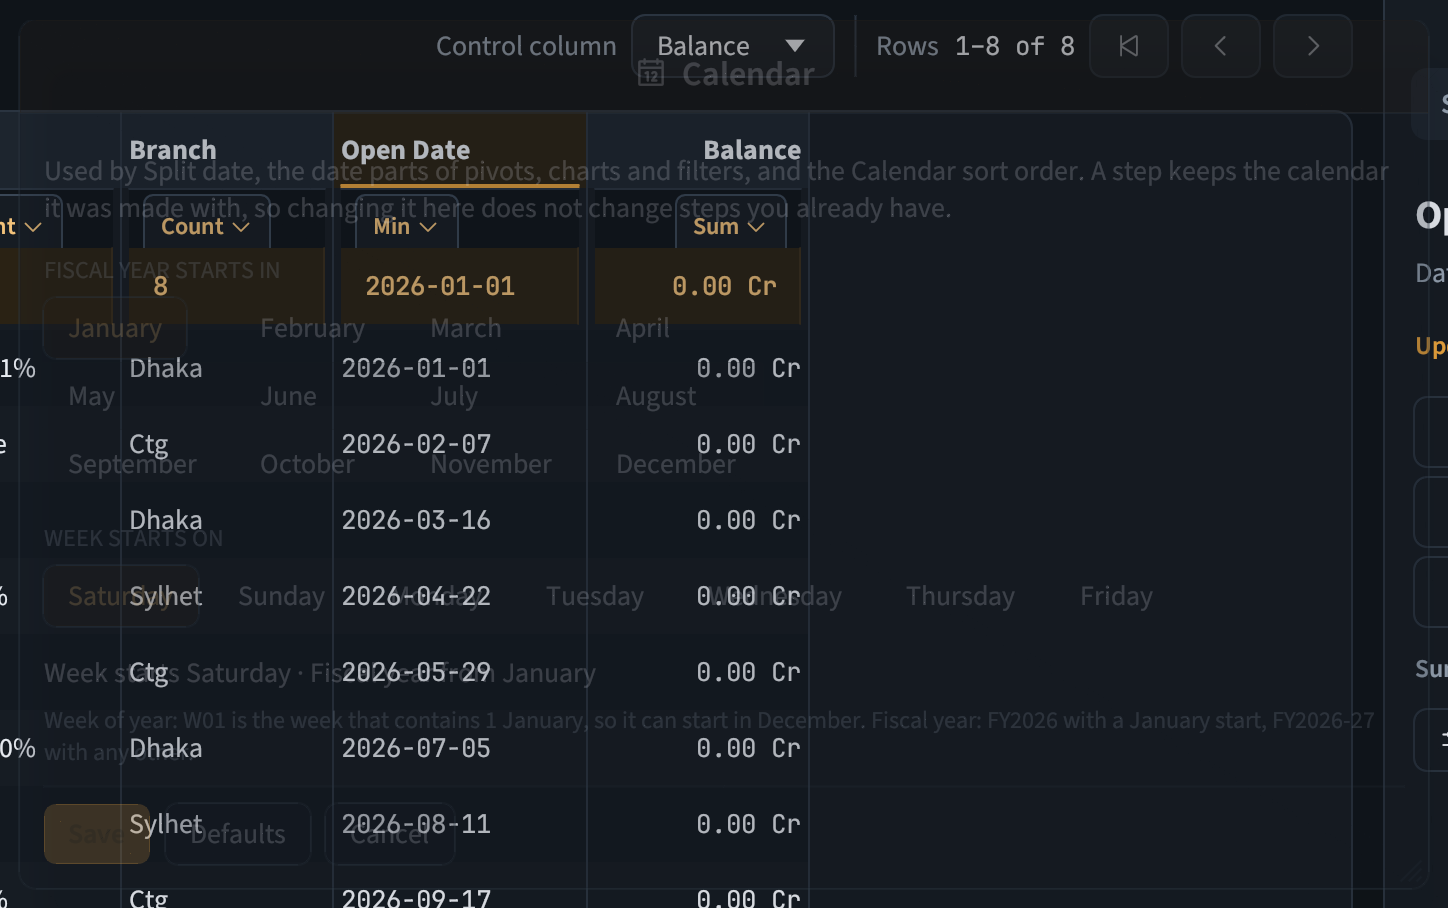 Control column Balance Rows 1–8 of 8
12 Calendar
Branch Open Date Balance
Used by Split date, the date parts of pivots, charts and filters, and the Calendar sort order. A step keeps the calendar
it was made with, so changing it here does not change steps you already have.
Count Min Sum
FISCAL YEAR STARTS IN
8 2026-01-01 0.00 Cr
January February March April
1% Dhaka 2026-01-01 0.00 Cr
May June July August
Ctg 2026-02-07 0.00 Cr
September October November December
Dhaka 2026-03-16 0.00 Cr
WEEK STARTS ON
Saturday Sunday Monday Tuesday Wednesday Thursday Friday
% Sylhet 2026-04-22 0.00 Cr
Week starts Saturday · Fiscal year from January
Ctg 2026-05-29 0.00 Cr
Week of year: W01 is the week that contains 1 January, so it can start in December. Fiscal year: FY2026 with a January start, FY2026-27
with any other.
0% Dhaka 2026-07-05 0.00 Cr
Sylhet 2026-08-11 0.00 Cr
Save Defaults Cancel
% Ctg 2026-09-17 0.00 Cr